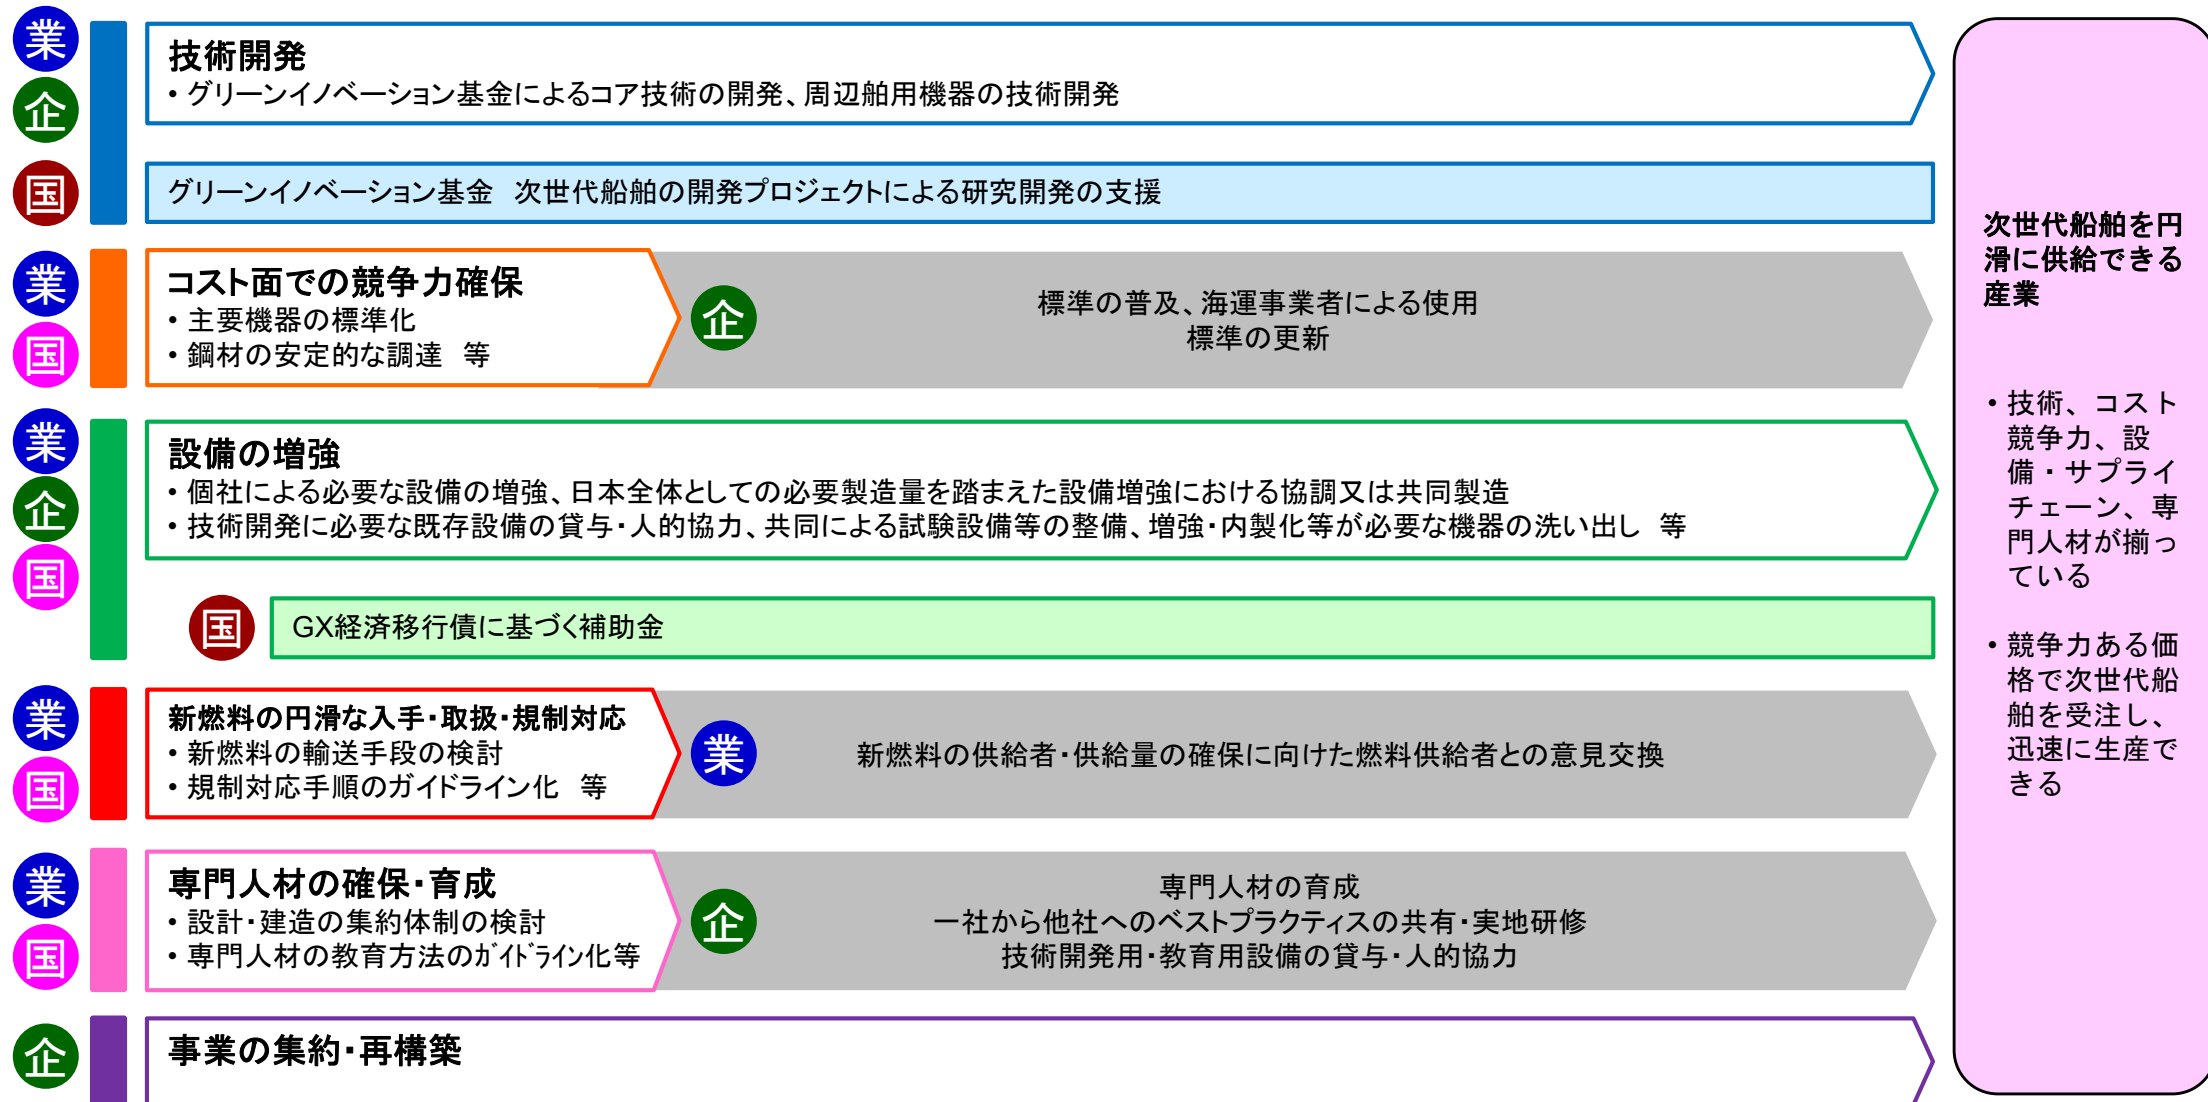 業
企
国
技術開発
・グリーンイノベーション基金によるコア技術の開発、周辺舶用機器の技術開発
グリーンイノベーション基金　次世代船舶の開発プロジェクトによる研究開発の支援
業
国
コスト面での競争力確保
・主要機器の標準化
・鋼材の安定的な調達　等
企
標準の普及、海運事業者による使用
標準の更新
業
企
国
設備の増強
・個社による必要な設備の増強、日本全体としての必要製造量を踏まえた設備増強における協調又は共同製造
・技術開発に必要な既存設備の貸与・人的協力、共同による試験設備等の整備、増強・内製化等が必要な機器の洗い出し　等
国
GX経済移行債に基づく補助金
業
国
新燃料の円滑な入手・取扱・規制対応
・新燃料の輸送手段の検討
・規制対応手順のガイドライン化　等
業
新燃料の供給者・供給量の確保に向けた燃料供給者との意見交換
業
国
専門人材の確保・育成
・設計・建造の集約体制の検討
・専門人材の教育方法のｶﾞｲﾄﾞﾗｲﾝ化等
企
専門人材の育成
一社から他社へのベストプラクティスの共有・実地研修
技術開発用・教育用設備の貸与・人的協力
企
事業の集約・再構築
次世代船舶を円
滑に供給できる
産業
・技術、コスト
競争力、設
備・サプライ
チェーン、専
門人材が揃っ
ている
・競争力ある価
格で次世代船
舶を受注し、
迅速に生産で
きる